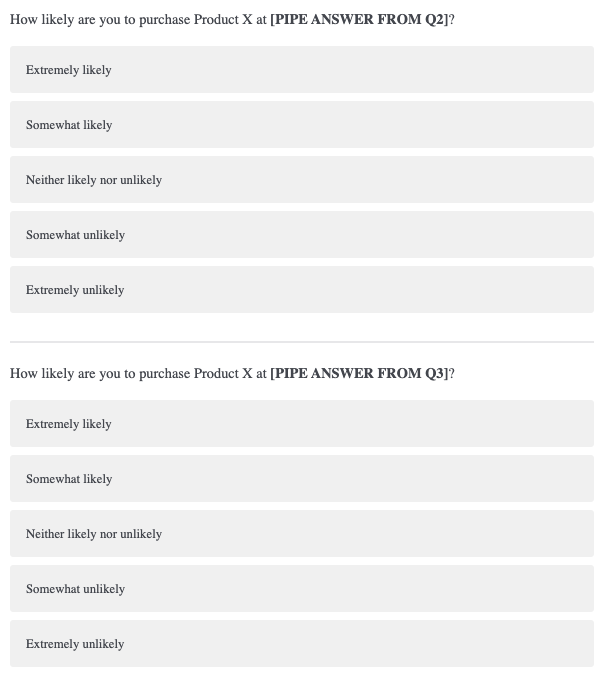 How likely are you to purchase Product X at [PIPE ANSWER FROM Q2]?
Extremely likely
Somewhat likely
Neither likely nor unlikely
Somewhat unlikely
Extremely unlikely
How likely are you to purchase Product X at [PIPE ANSWER FROM Q3]?
Extremely likely
Somewhat likely
Neither likely nor unlikely
Somewhat unlikely
Extremely unlikely